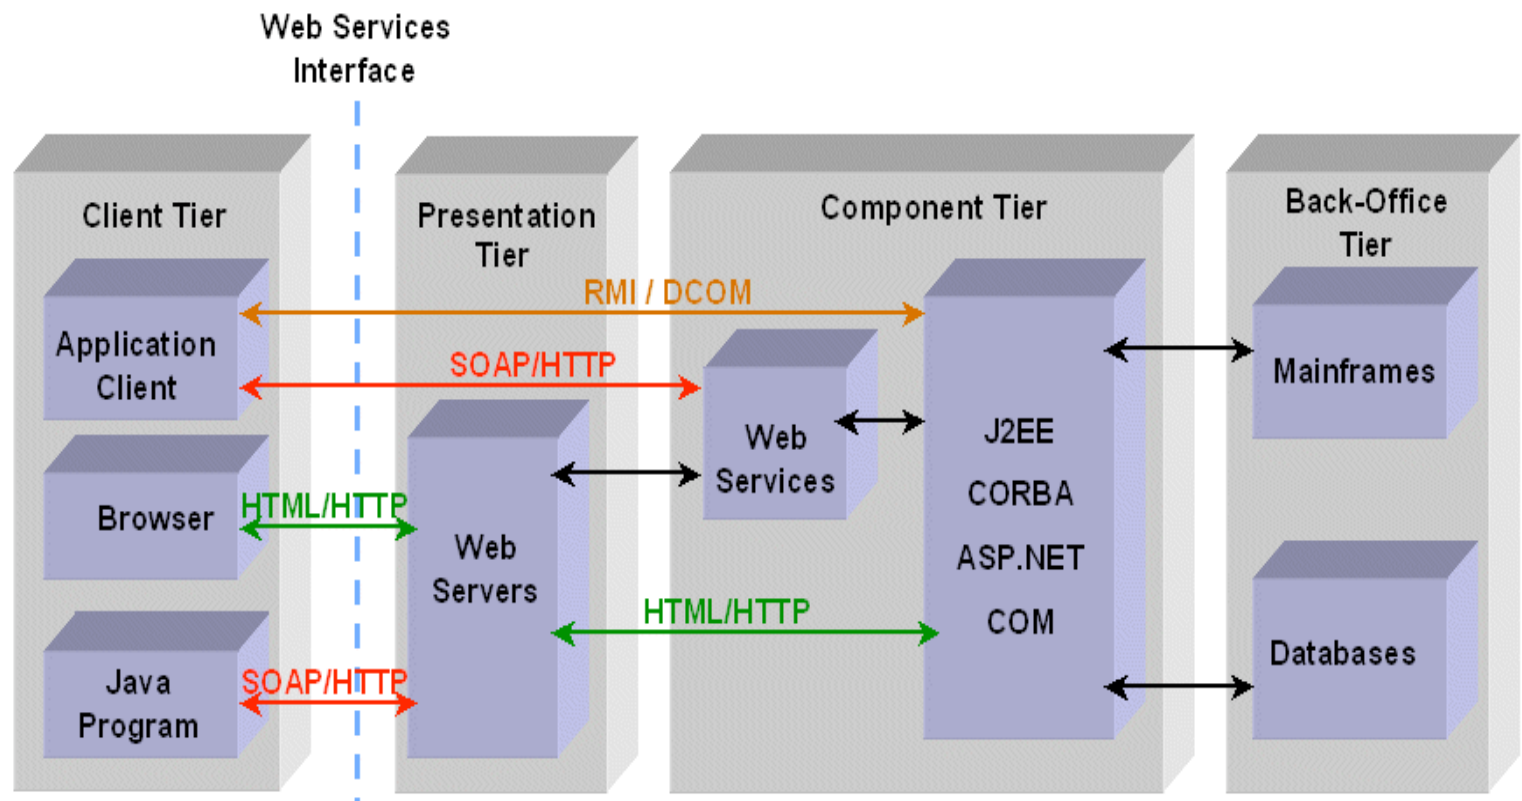 Web Services
Interface
Client Tier
Presentation
Tier
Component Tier
Back-Office
Tier
RMI / DCOM
Application
Client
SOAP/HTTP
Mainframes
Web
Services
J2EE
CORBA
ASP.NET
COM
HTML/HTTP
Browser
Web
Servers
HTML/HTTP
Databases
SOAP/HTTP
Java
Program